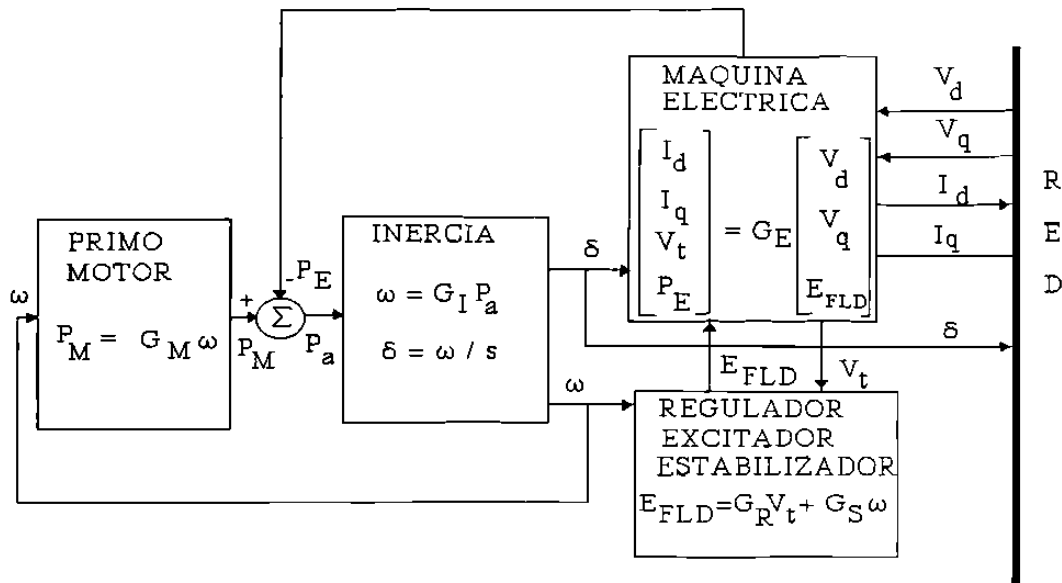 MAQUINA
ELECTRICA
I_d
I_q
V_t
P_E
= G_E
V_d
V_q
E_FLD
V_d
V_q
I_d
I_q
R
E
D
PRIMO
MOTOR
P_M = G_M ω
ω
+
P_M
-P_E
Σ
P_a
INERCIA
ω = G_I P_a
δ = ω / s
δ
δ
ω
E_FLD
V_t
REGULADOR
EXCITADOR
ESTABILIZADOR
E_FLD=G_R V_t + G_S ω